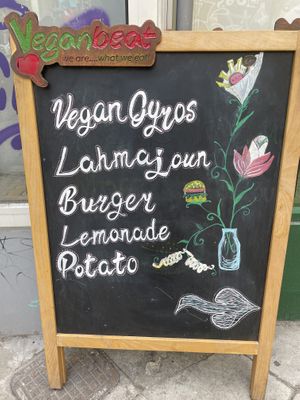 Veganbeat
we are....what we eat!
Vegan Gyros
Lahmajoun
Burger
Lemonade
Potato